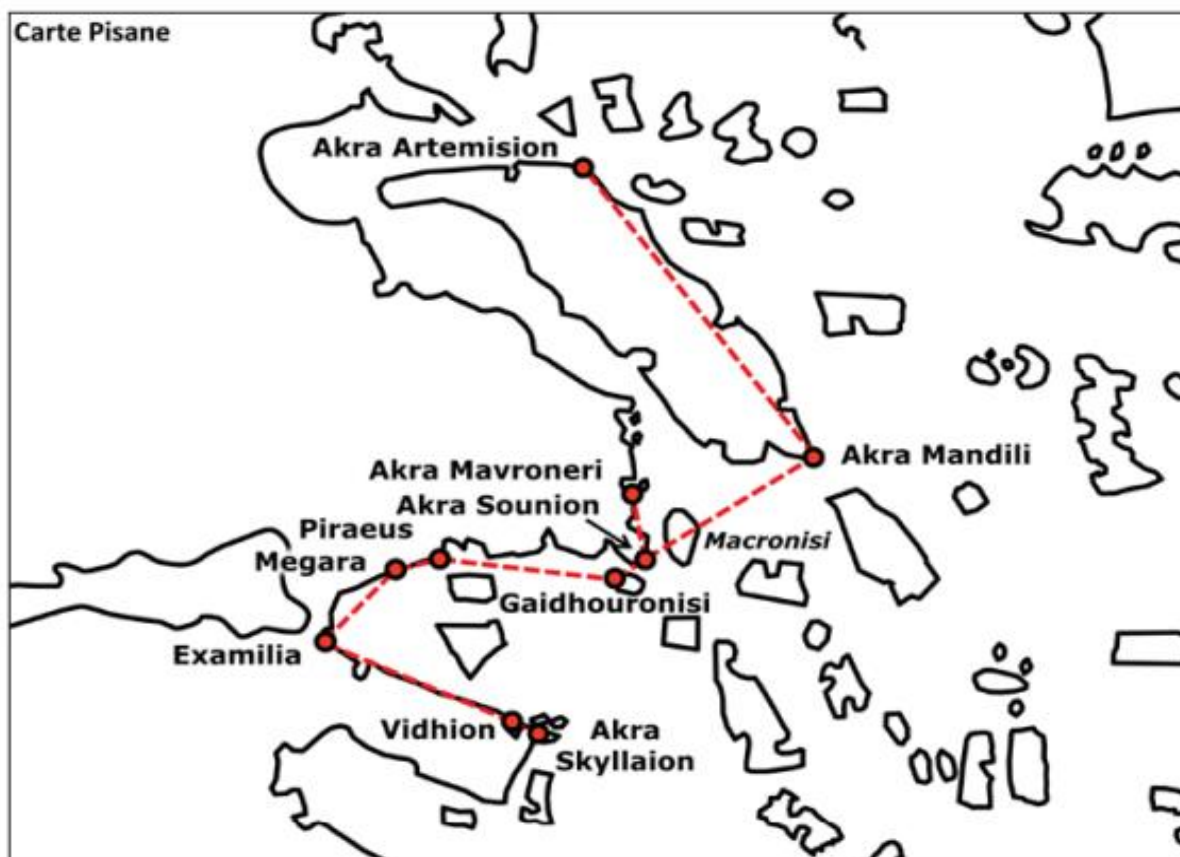 Carte Pisane
Akra Artemision
Akra Mavroneri
Akra Mandili
Akra Sounion
Piraeus
Macronisi
Megara
Gaidhouronisi
Examilia
Vidhion
Akra
Skyllaion